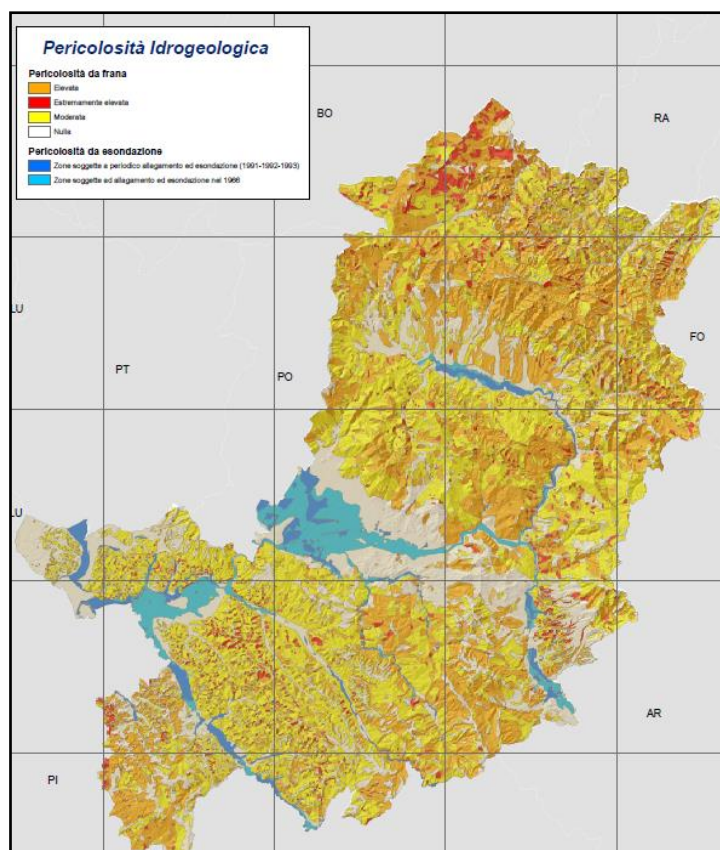 Pericolosità Idrogeologica
Pericolosità da frana
Elevata
Estremamente elevata
Moderata
Nulla
Pericolosità da esondazione
Zone soggette a periodico allagamento ed esondazione (1991-1992-1993)
Zone soggette ad allagamento ed esondazione nel 1966
BO
RA
LU
FO
PT
PO
LU
AR
PI